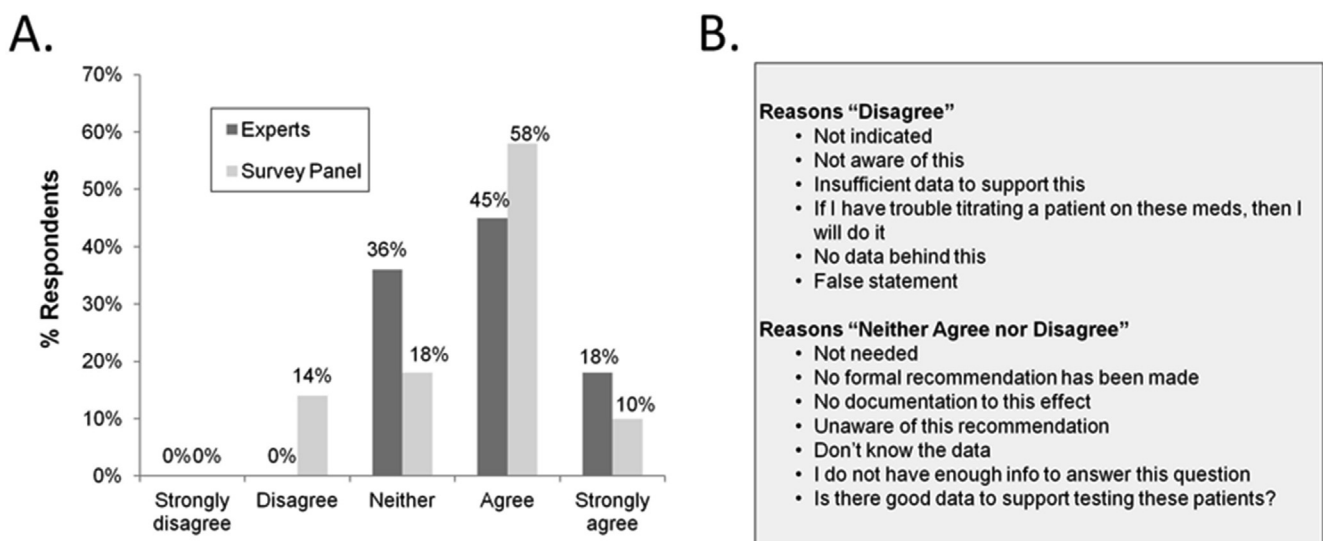 A.
70%
60%
50%
40%
30%
20%
10%
0%
% Respondents
Experts
Survey Panel
0% 0%
0%
14%
36%
18%
45%
58%
18%
10%
Strongly disagree
Disagree
Neither
Agree
Strongly agree
B.
Reasons “Disagree”
• Not indicated
• Not aware of this
• Insufficient data to support this
• If I have trouble titrating a patient on these meds, then I
will do it
• No data behind this
• False statement
Reasons “Neither Agree nor Disagree”
• Not needed
• No formal recommendation has been made
• No documentation to this effect
• Unaware of this recommendation
• Don’t know the data
• I do not have enough info to answer this question
• Is there good data to support testing these patients?